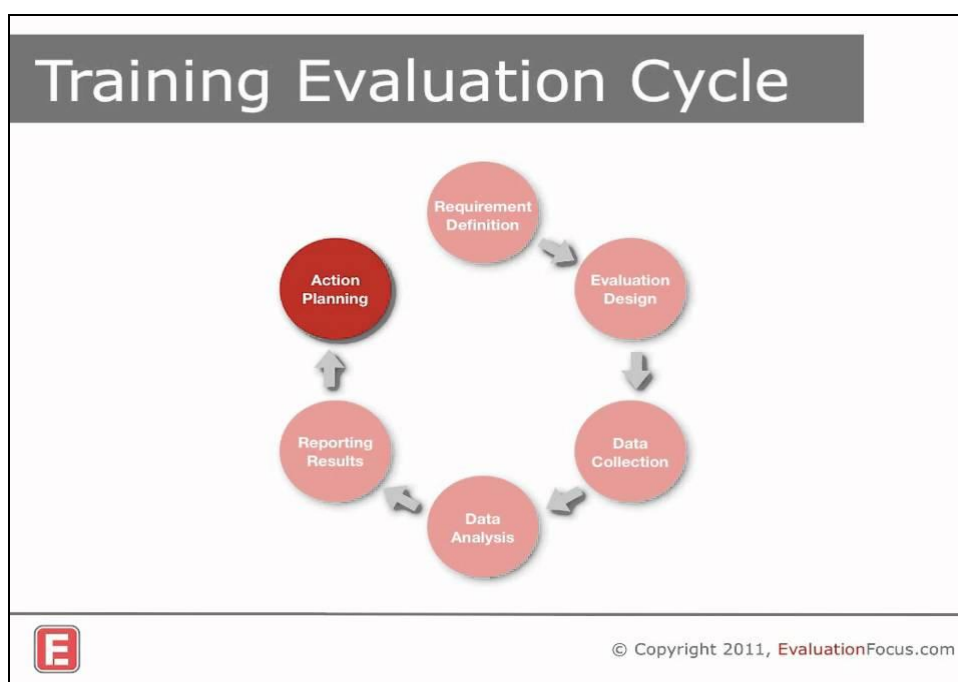 Training Evaluation Cycle
Requirement
Definition
Evaluation
Design
Data
Collection
Data
Analysis
Reporting
Results
Action
Planning
E
© Copyright 2011, EvaluationFocus.com